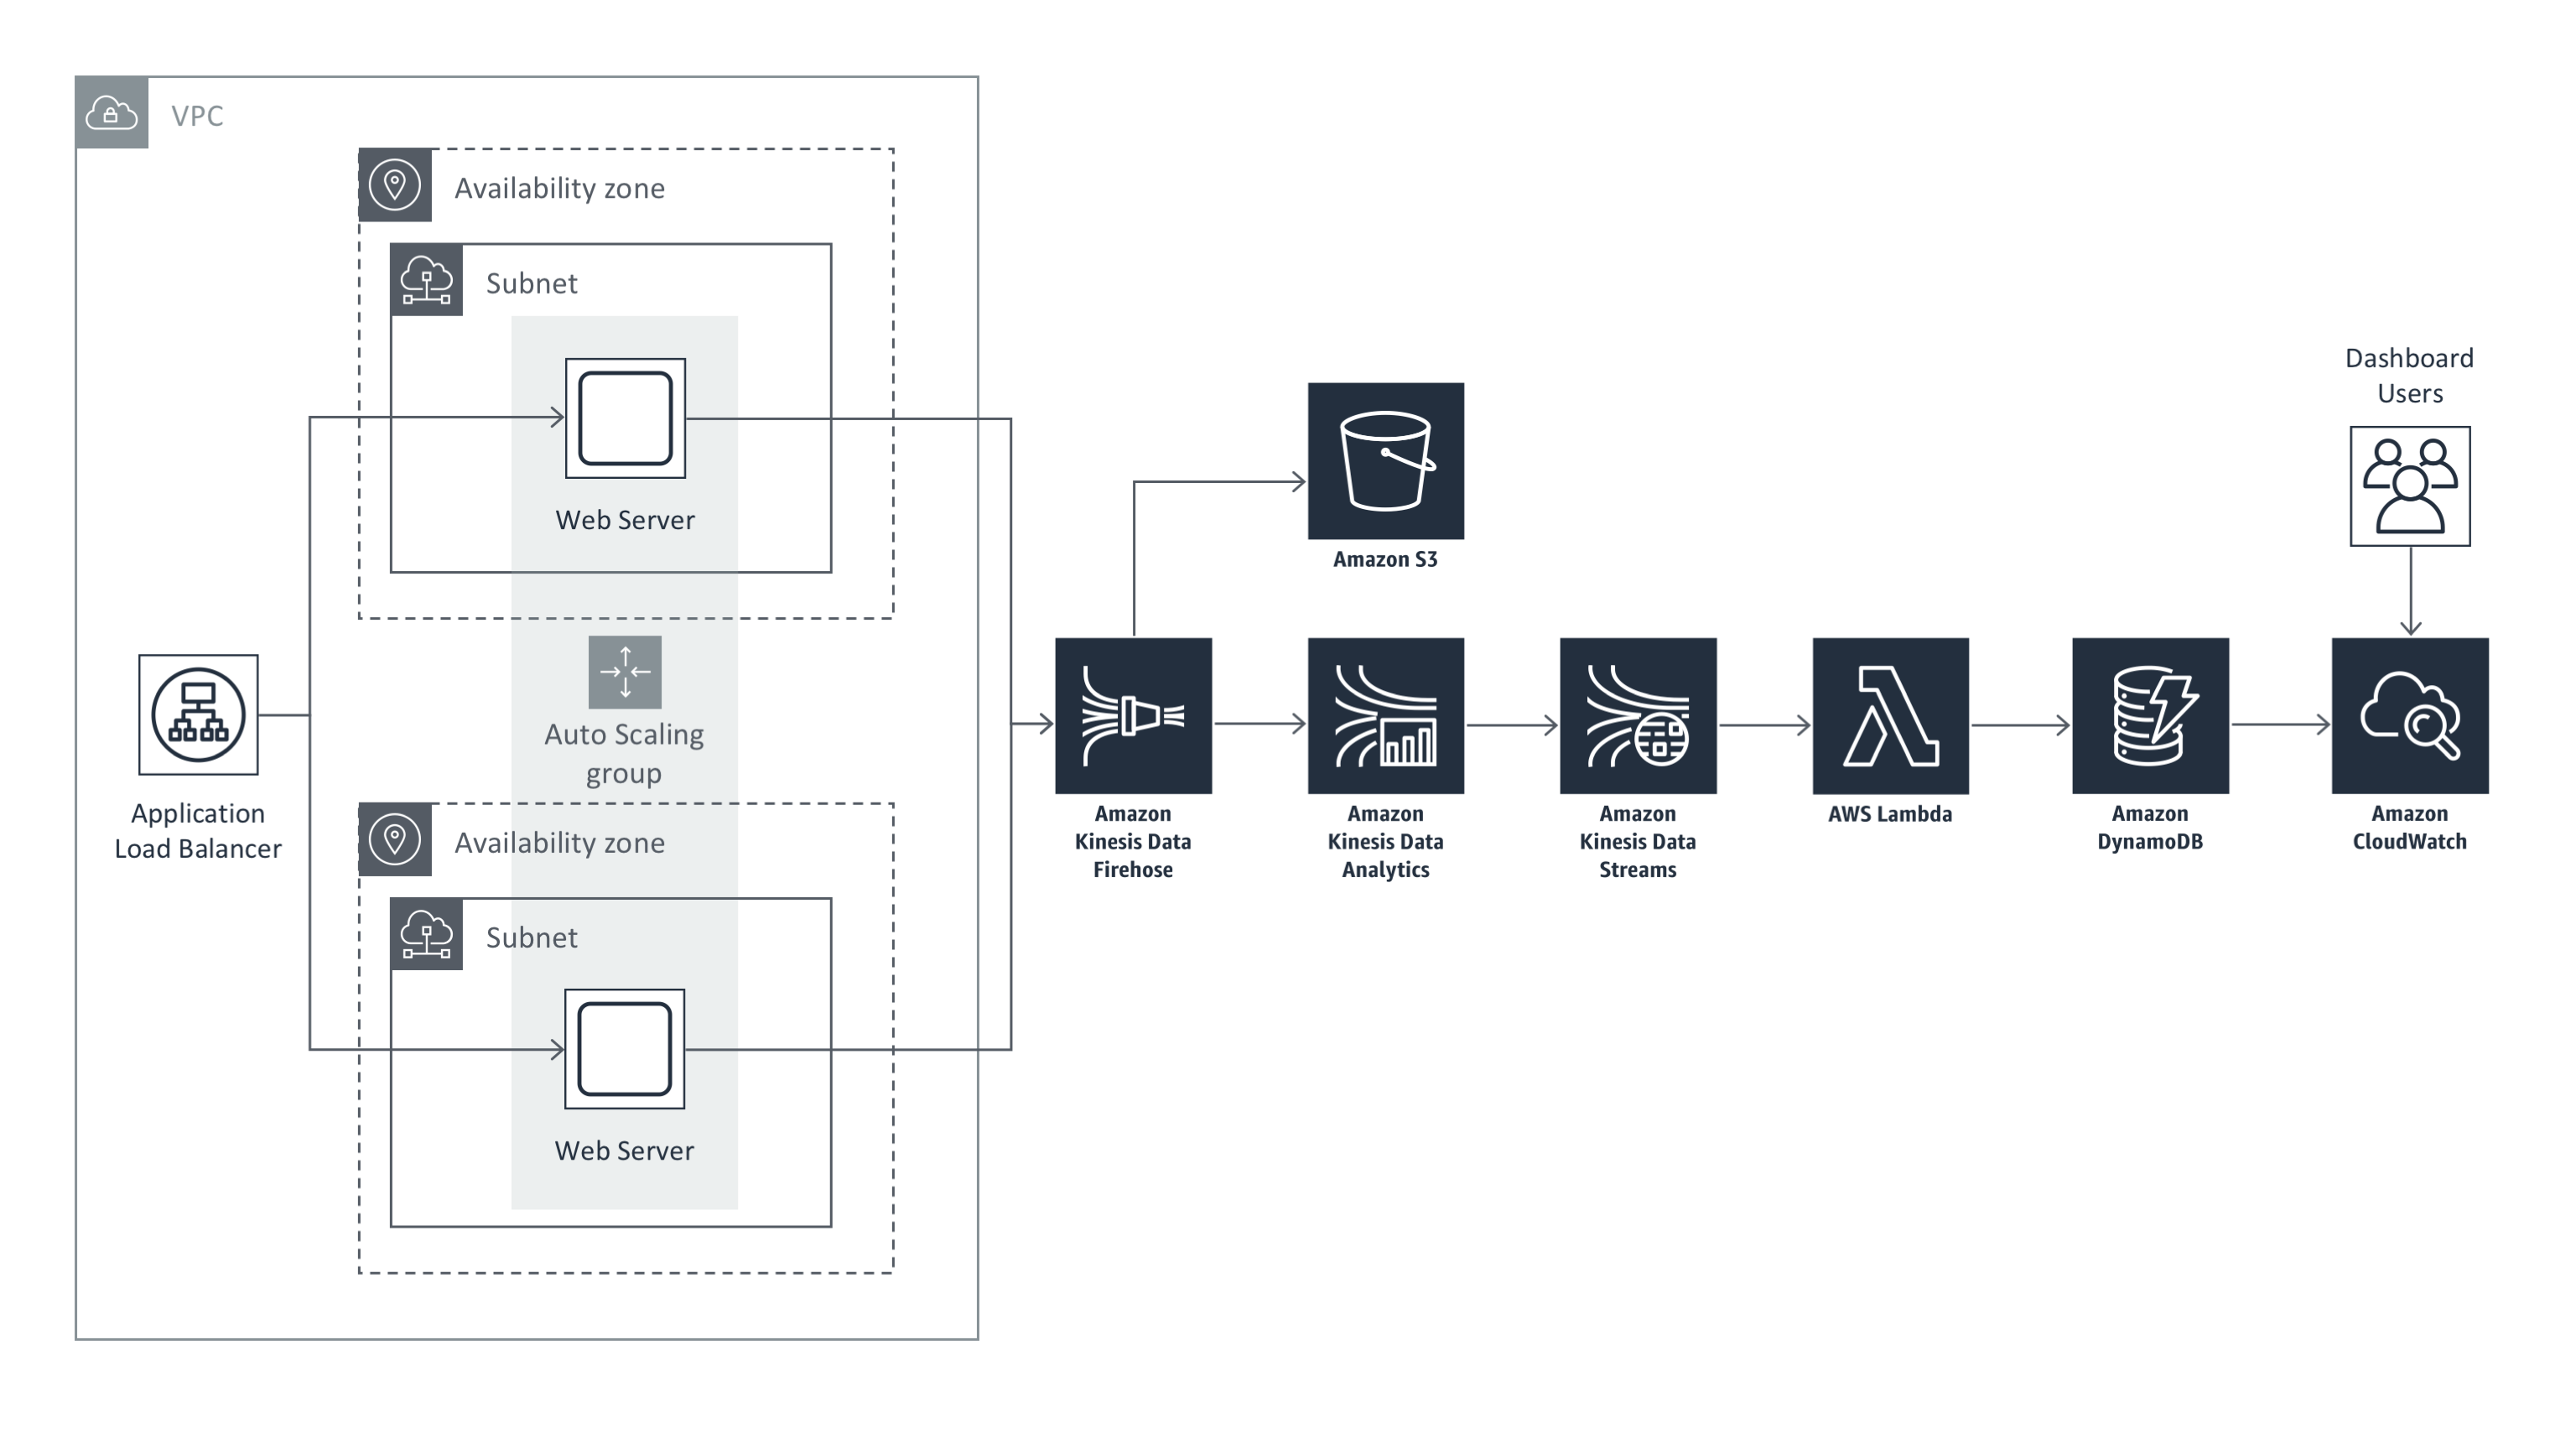 VPC
Availability zone
Subnet
Web Server
Auto Scaling
group
Application
Load Balancer
Availability zone
Subnet
Web Server
Amazon S3
Dashboard
Users
Amazon
Kinesis Data
Firehose
Amazon
Kinesis Data
Analytics
Amazon
Kinesis Data
Streams
AWS Lambda
Amazon
DynamoDB
Amazon
CloudWatch